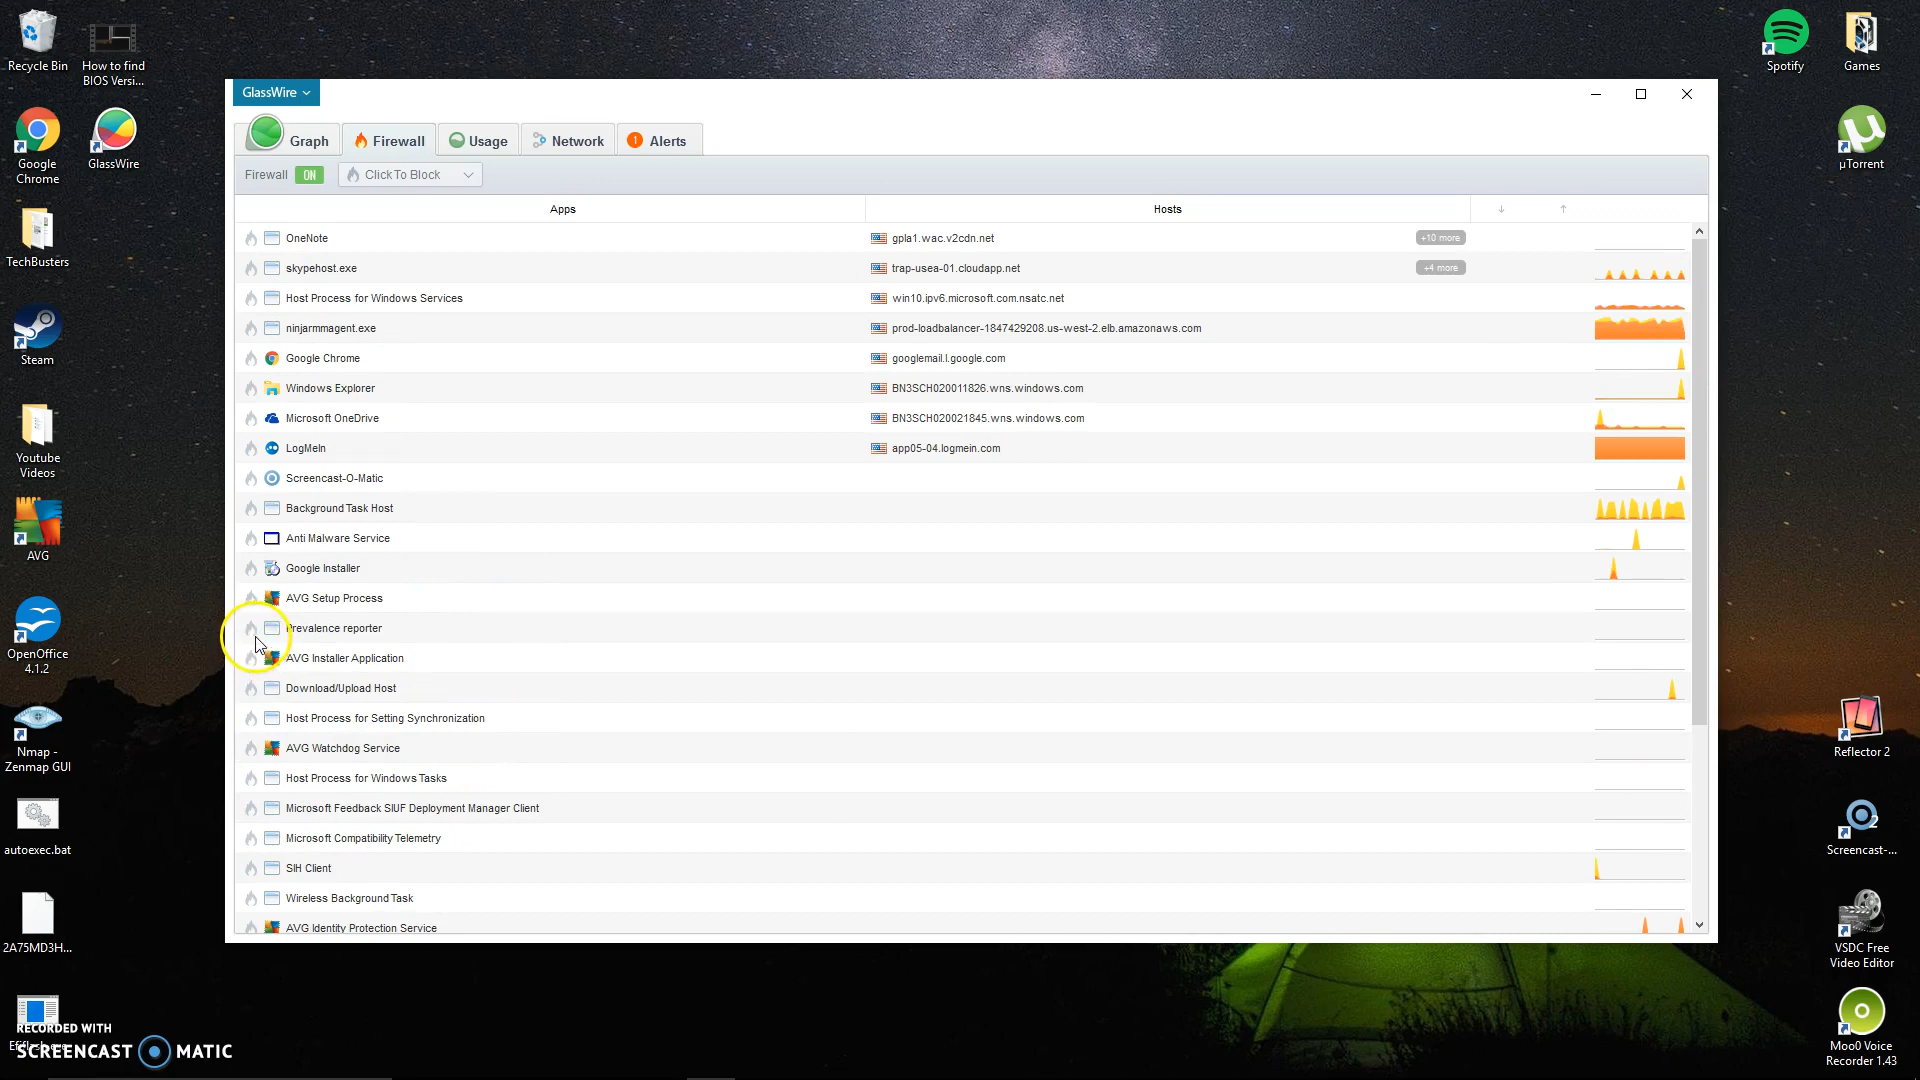 Recycle Bin
How to find
BIOS Versi...
Google
Chrome
GlassWire
TechBusters
Steam
Youtube
Videos
AVG
OpenOffice
4.1.2
Nmap -
Zenmap GUI
autoexec.bat
2A75MD3H...
RECORDED WITH
SCREENCAST MATIC
GlassWire
Graph
Firewall
Usage
Network
1 Alerts
Firewall ON Click To Block
Apps Hosts
OneNote gpla1.wac.v2cdn.net +10 more
skypehost.exe trap-usea-01.cloudapp.net +4 more
Host Process for Windows Services win10.ipv6.microsoft.com.nsatc.net
ninjarmmagent.exe prod-loadbalancer-1847429208.us-west-2.elb.amazonaws.com
Google Chrome googlemail.l.google.com
Windows Explorer BN3SCH020011826.wns.windows.com
Microsoft OneDrive BN3SCH020021845.wns.windows.com
LogMeIn app05-04.logmein.com
Screencast-O-Matic
Background Task Host
Anti Malware Service
Google Installer
AVG Setup Process
Prevalence reporter
AVG Installer Application
Download/Upload Host
Host Process for Setting Synchronization
AVG Watchdog Service
Host Process for Windows Tasks
Microsoft Feedback SIUF Deployment Manager Client
Microsoft Compatibility Telemetry
SIH Client
Wireless Background Task
AVG Identity Protection Service
Spotify
Games
µTorrent
Reflector 2
Screencast-...
VSDC Free
Video Editor
Moo0 Voice
Recorder 1.43